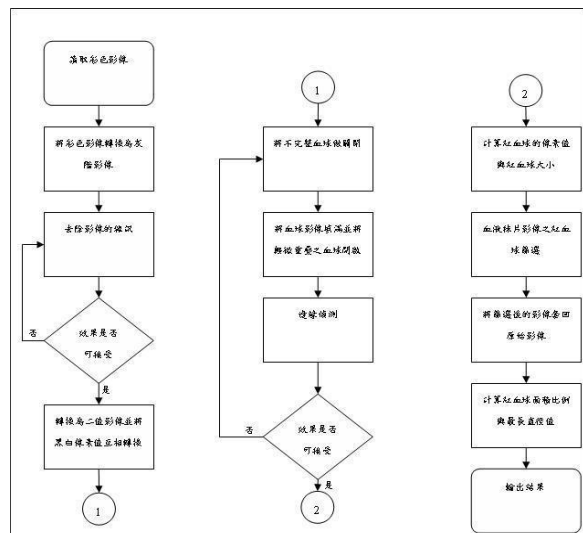 讀取彩色影像
將彩色影像轉換為灰
階影像
去除影像的雜訊
否
效果是否
可接受
是
轉換為二值影像並將
黑白像素值互相轉換
1
1
將不完整血球做關閉
將血球影像填滿並將
輕微重疊之血球開啟
邊緣偵測
否
效果是否
可接受
是
2
2
計算紅血球的像素值
與紅血球大小
血液抹片影像之紅血
球篩選
將篩選後的影像套回
原始影像
計算紅血球面積比例
與最長直徑值
輸出結果